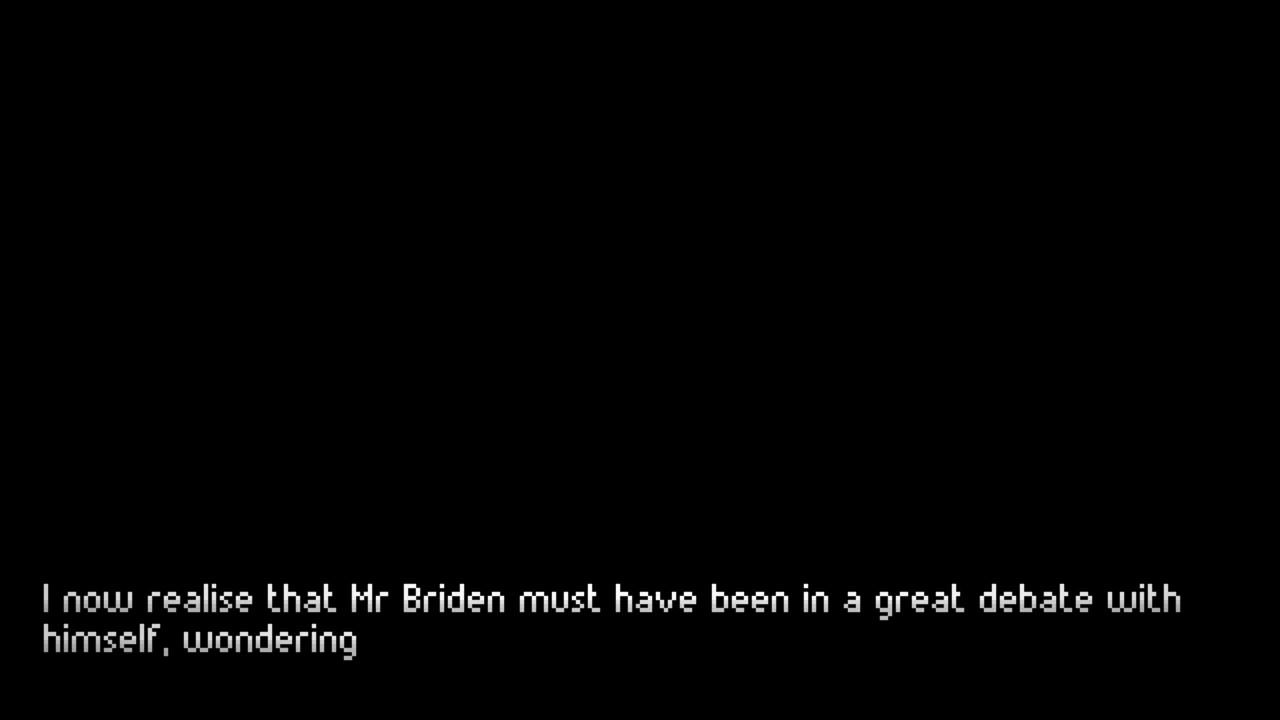 I now realise that Mr Briden must have been in a great debate with
himself, wondering